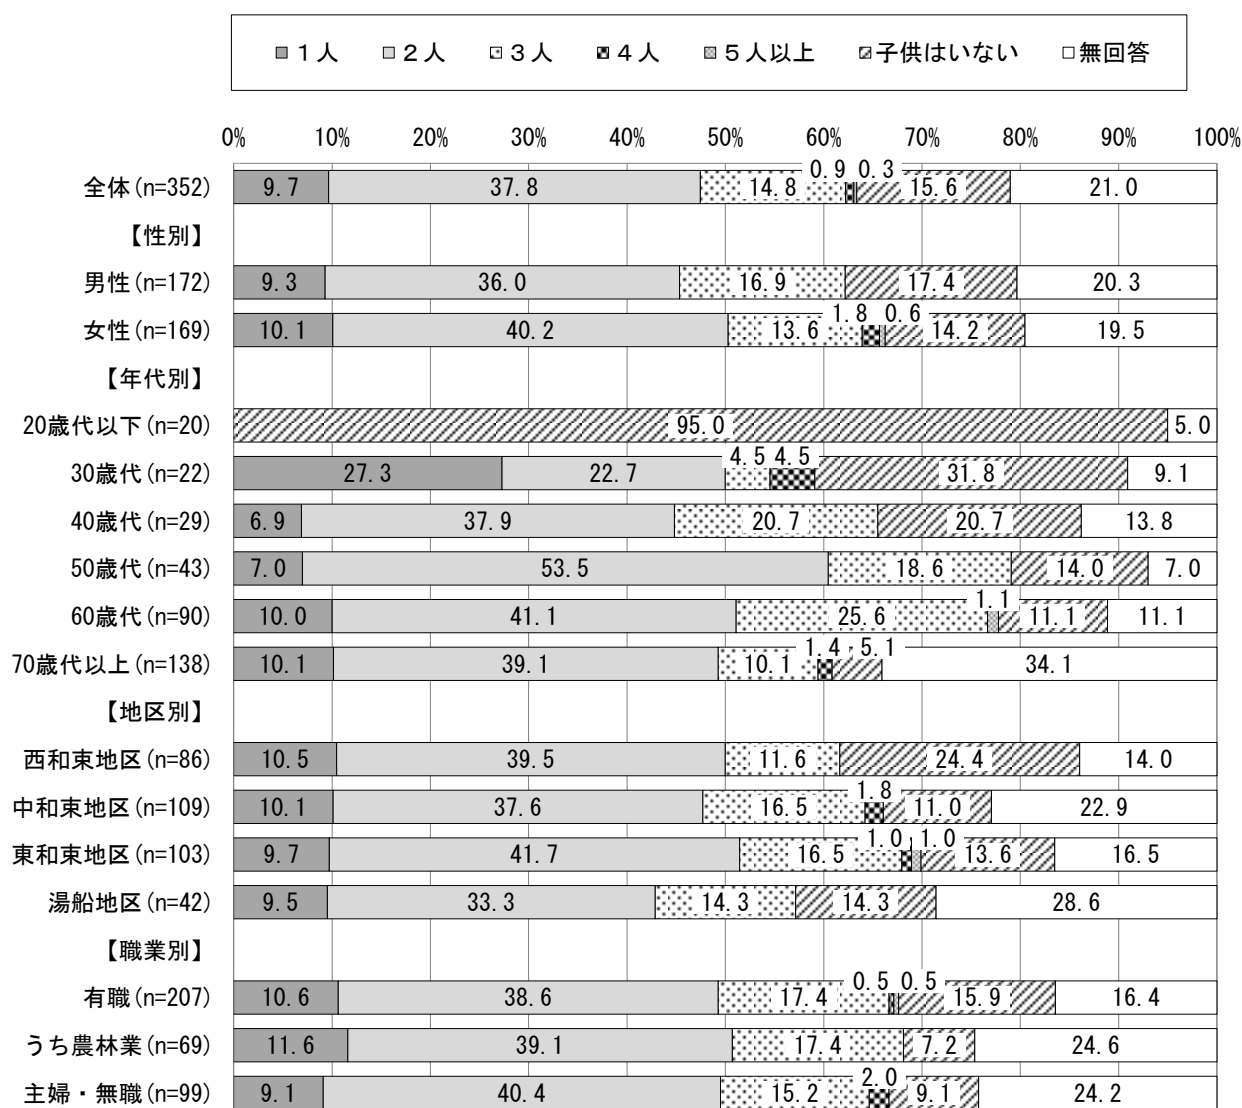 1人 2人 3人 4人 5人以上 子供はいない 無回答
0% 10% 20% 30% 40% 50% 60% 70% 80% 90% 100%
全体(n=352) 9.7 37.8 14.8 0.9 0.3 15.6 21.0
【性別】
男性(n=172) 9.3 36.0 16.9 17.4 20.3
女性(n=169) 10.1 40.2 13.6 1.8 0.6 14.2 19.5
【年代別】
20歳代以下(n=20) 95.0 5.0
30歳代(n=22) 27.3 22.7 4.5 4.5 31.8 9.1
40歳代(n=29) 6.9 37.9 20.7 20.7 13.8
50歳代(n=43) 7.0 53.5 18.6 14.0 7.0
60歳代(n=90) 10.0 41.1 25.6 1.1 11.1 11.1
70歳代以上(n=138) 10.1 39.1 10.1 1.4 5.1 34.1
【地区別】
西和束地区(n=86) 10.5 39.5 11.6 24.4 14.0
中和束地区(n=109) 10.1 37.6 16.5 1.8 11.0 22.9
東和束地区(n=103) 9.7 41.7 16.5 1.0 1.0 13.6 16.5
湯船地区(n=42) 9.5 33.3 14.3 14.3 28.6
【職業別】
有職(n=207) 10.6 38.6 17.4 0.5 0.5 15.9 16.4
うち農林業(n=69) 11.6 39.1 17.4 7.2 24.6
主婦・無職(n=99) 9.1 40.4 15.2 2.0 9.1 24.2